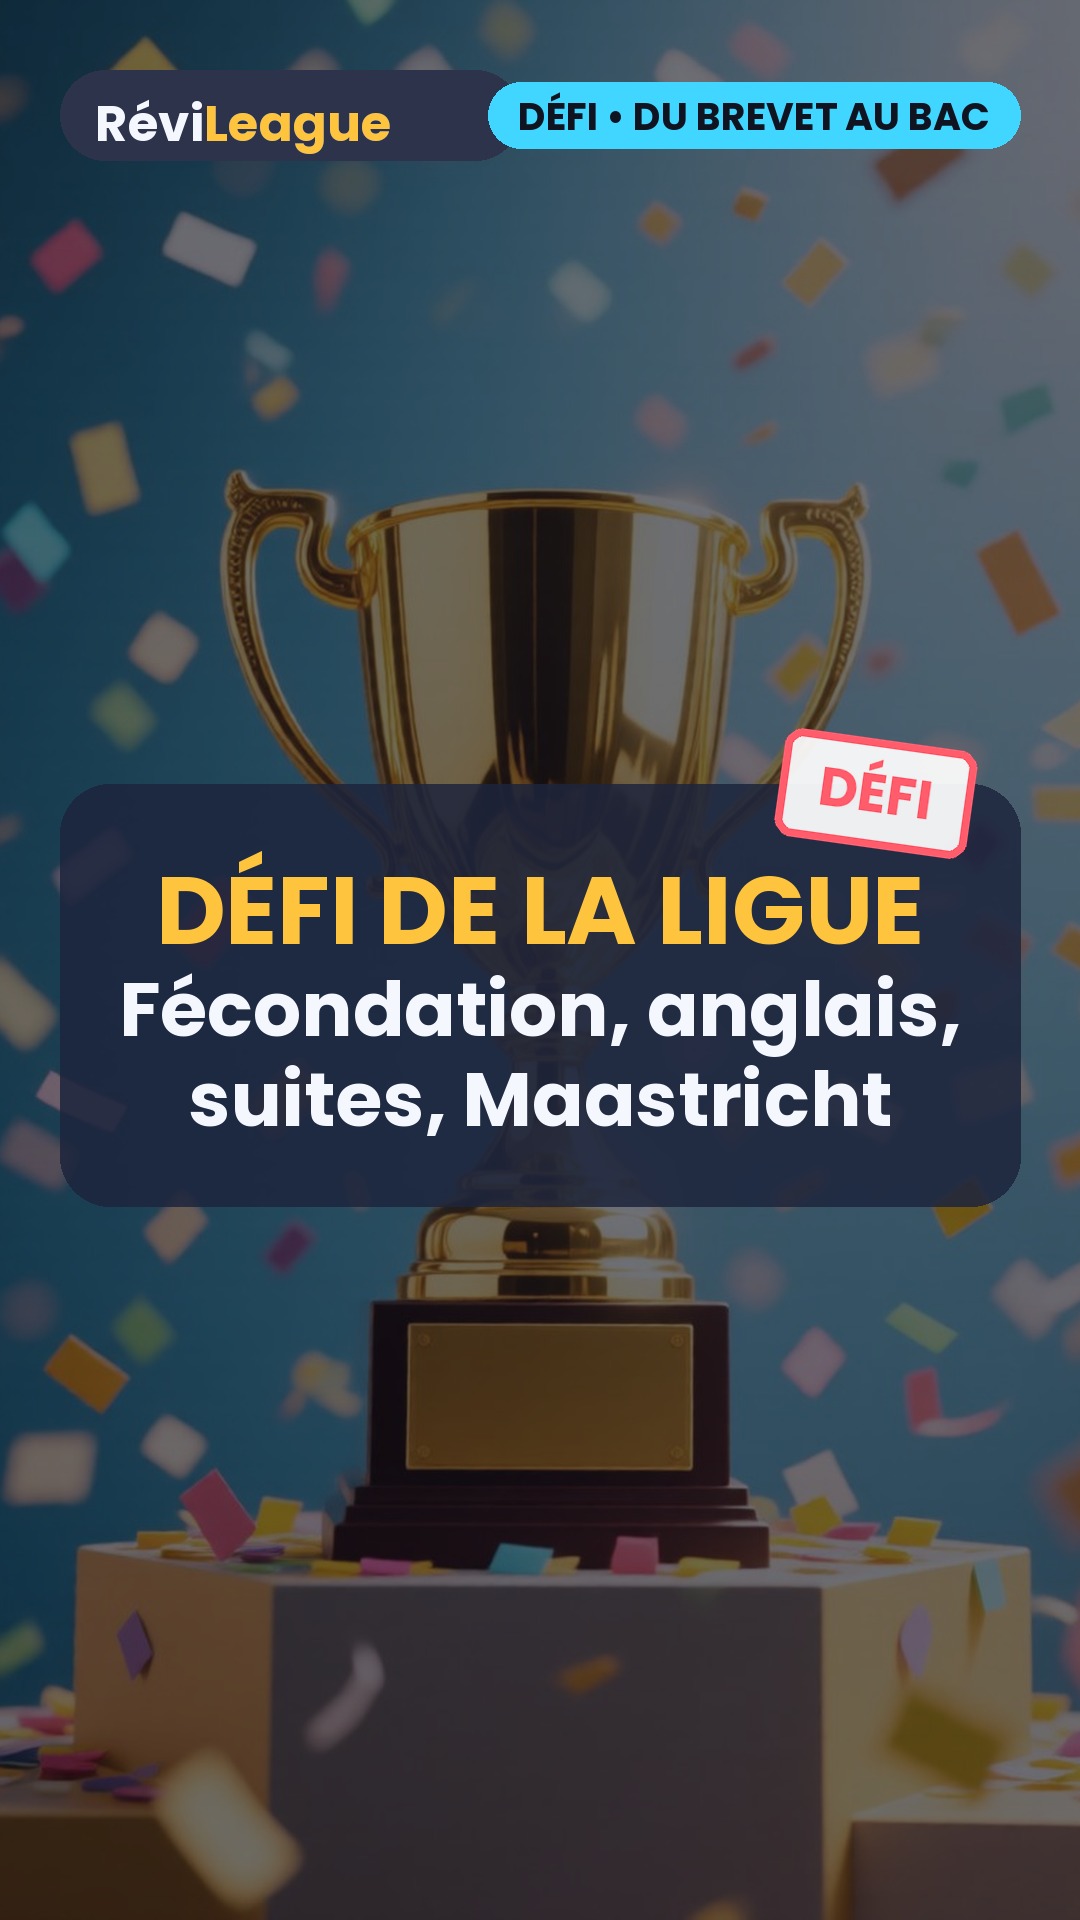 RéviLeague
DÉFI • DU BREVET AU BAC
DÉFI
DÉFI DE LA LIGUE
Fécondation, anglais,
suites, Maastricht